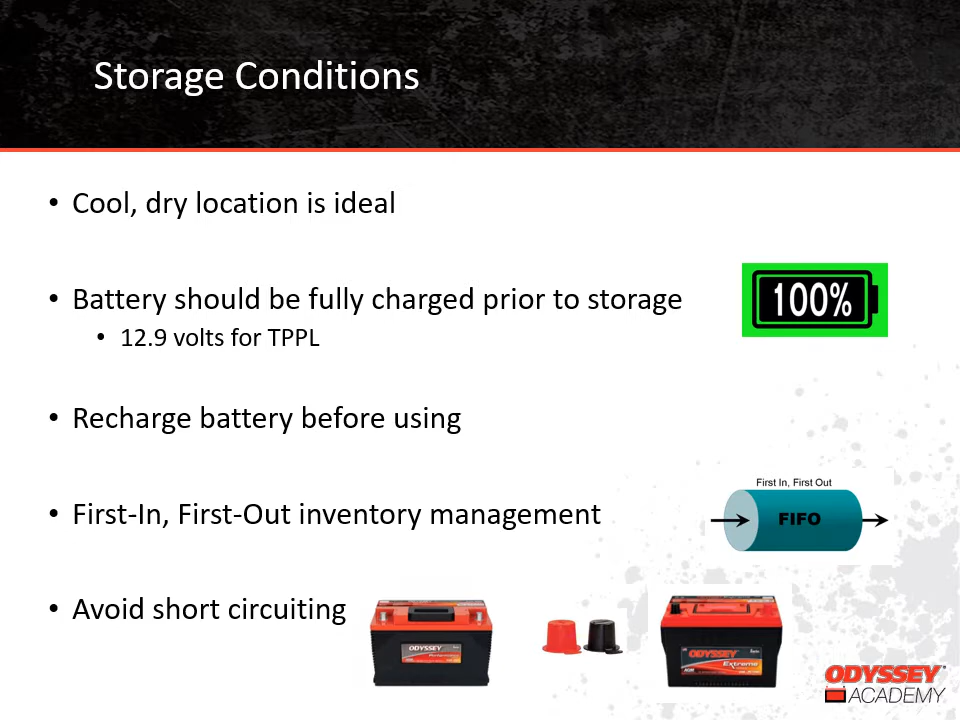 Storage Conditions
• Cool, dry location is ideal
• Battery should be fully charged prior to storage
• 12.9 volts for TPPL
100%
• Recharge battery before using
First In, First Out
FIFO
• First-In, First-Out inventory management
• Avoid short circuiting
ODYSSEY
ODYSSEY
Extreme
ODYSSEY
ACADEMY